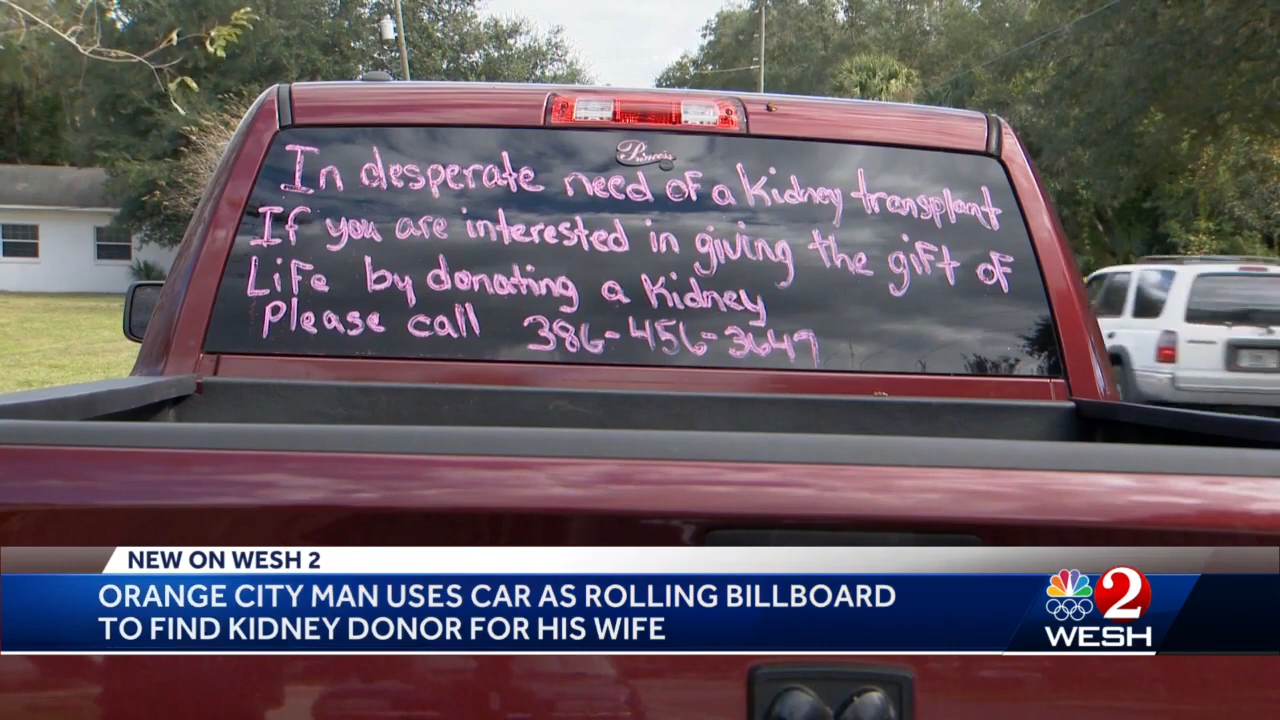 Princess
In desperate need of a Kidney transplant
If you are interested in giving the gift of
Life by donating a Kidney
Please call 386-456-3647
NEW ON WESH 2
ORANGE CITY MAN USES CAR AS ROLLING BILLBOARD
TO FIND KIDNEY DONOR FOR HIS WIFE
2
WESH